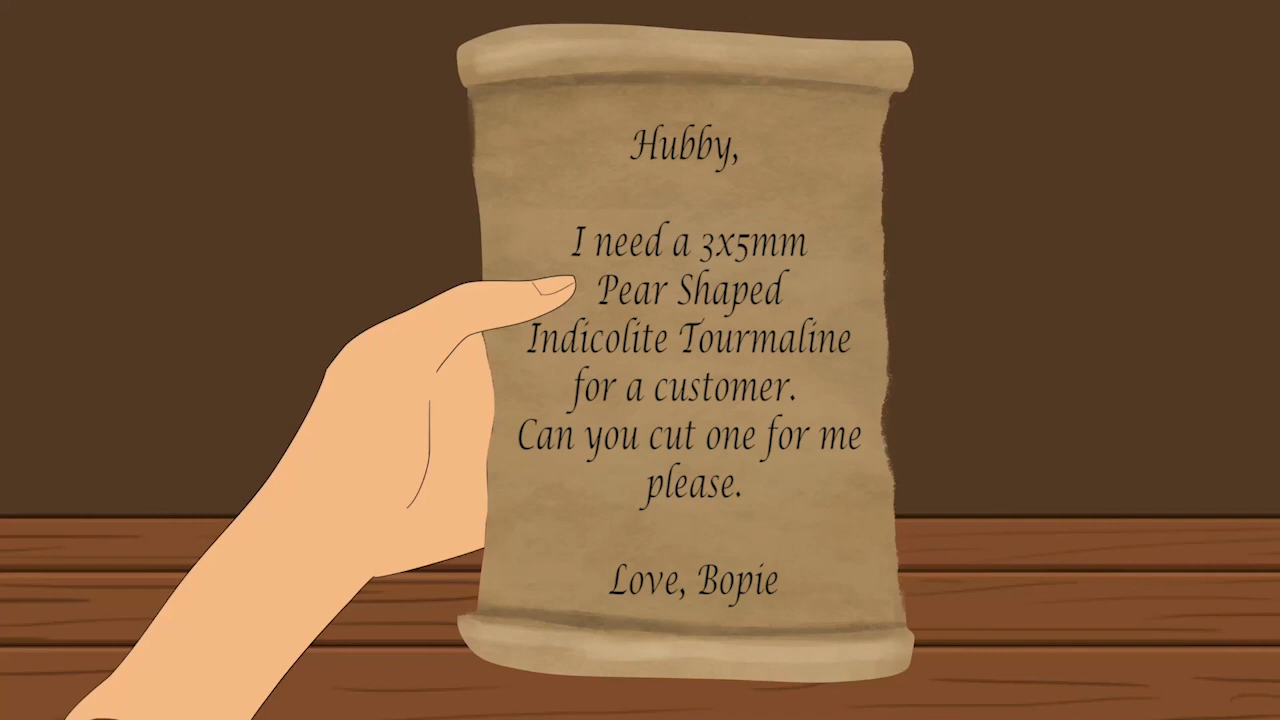 Hubby,
I need a 3x5mm
Pear Shaped
Indicolite Tourmaline
for a customer.
Can you cut one for me
please.
Love, Bopie